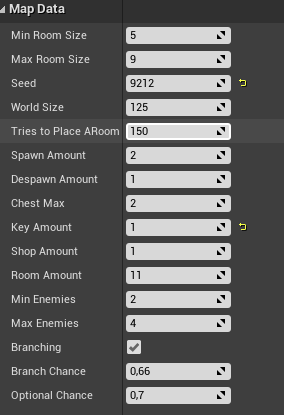 Map Data
Min Room Size 5
Max Room Size 9
Seed 9212
World Size 125
Tries to Place ARoom 150
Spawn Amount 2
Despawn Amount 1
Chest Max 2
Key Amount 1
Shop Amount 1
Room Amount 11
Min Enemies 2
Max Enemies 4
Branching
Branch Chance 0,66
Optional Chance 0,7